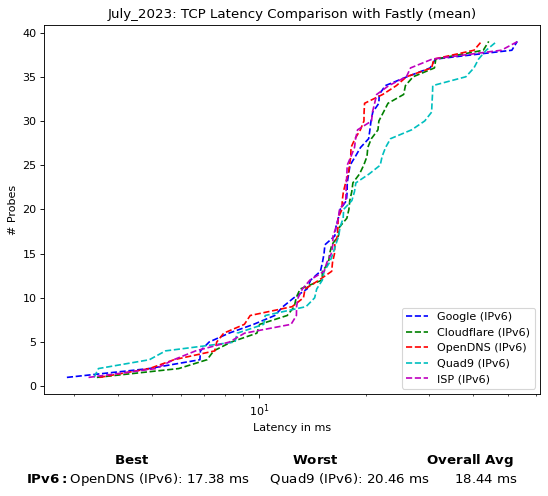 July_2023: TCP Latency Comparison with Fastly (mean)
40
35
30
25
20
15
10
5
0
# Probes
Google (IPv6)
Cloudflare (IPv6)
OpenDNS (IPv6)
Quad9 (IPv6)
ISP (IPv6)
10¹
Latency in ms
Best Worst Overall Avg
IPv6: OpenDNS (IPv6): 17.38 ms Quad9 (IPv6): 20.46 ms 18.44 ms